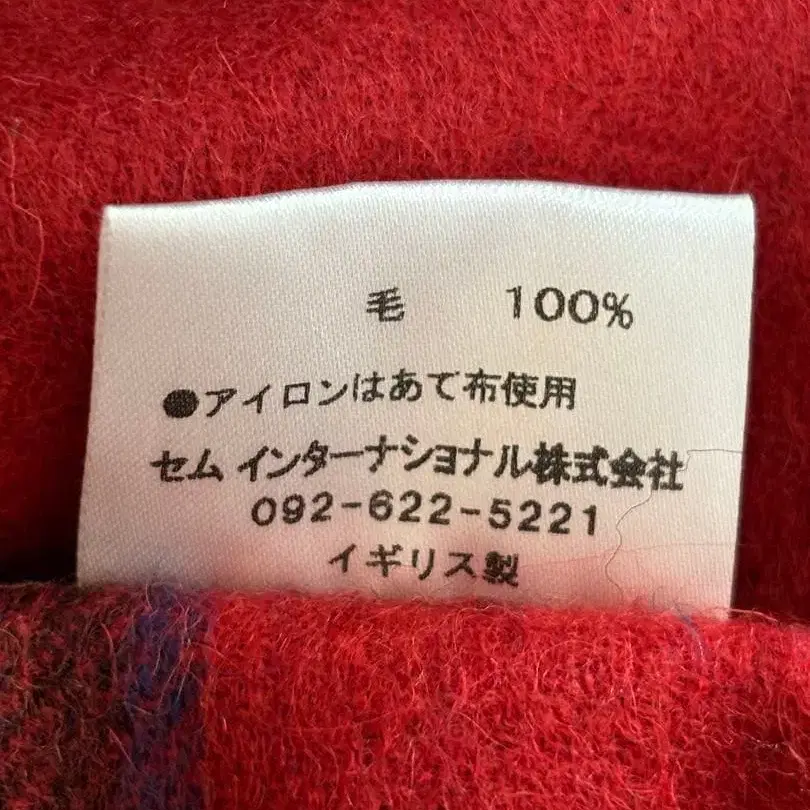 毛 100%
●アイロンはあて布使用
セム インターナショナル株式会社
092-622-5221
イギリス製